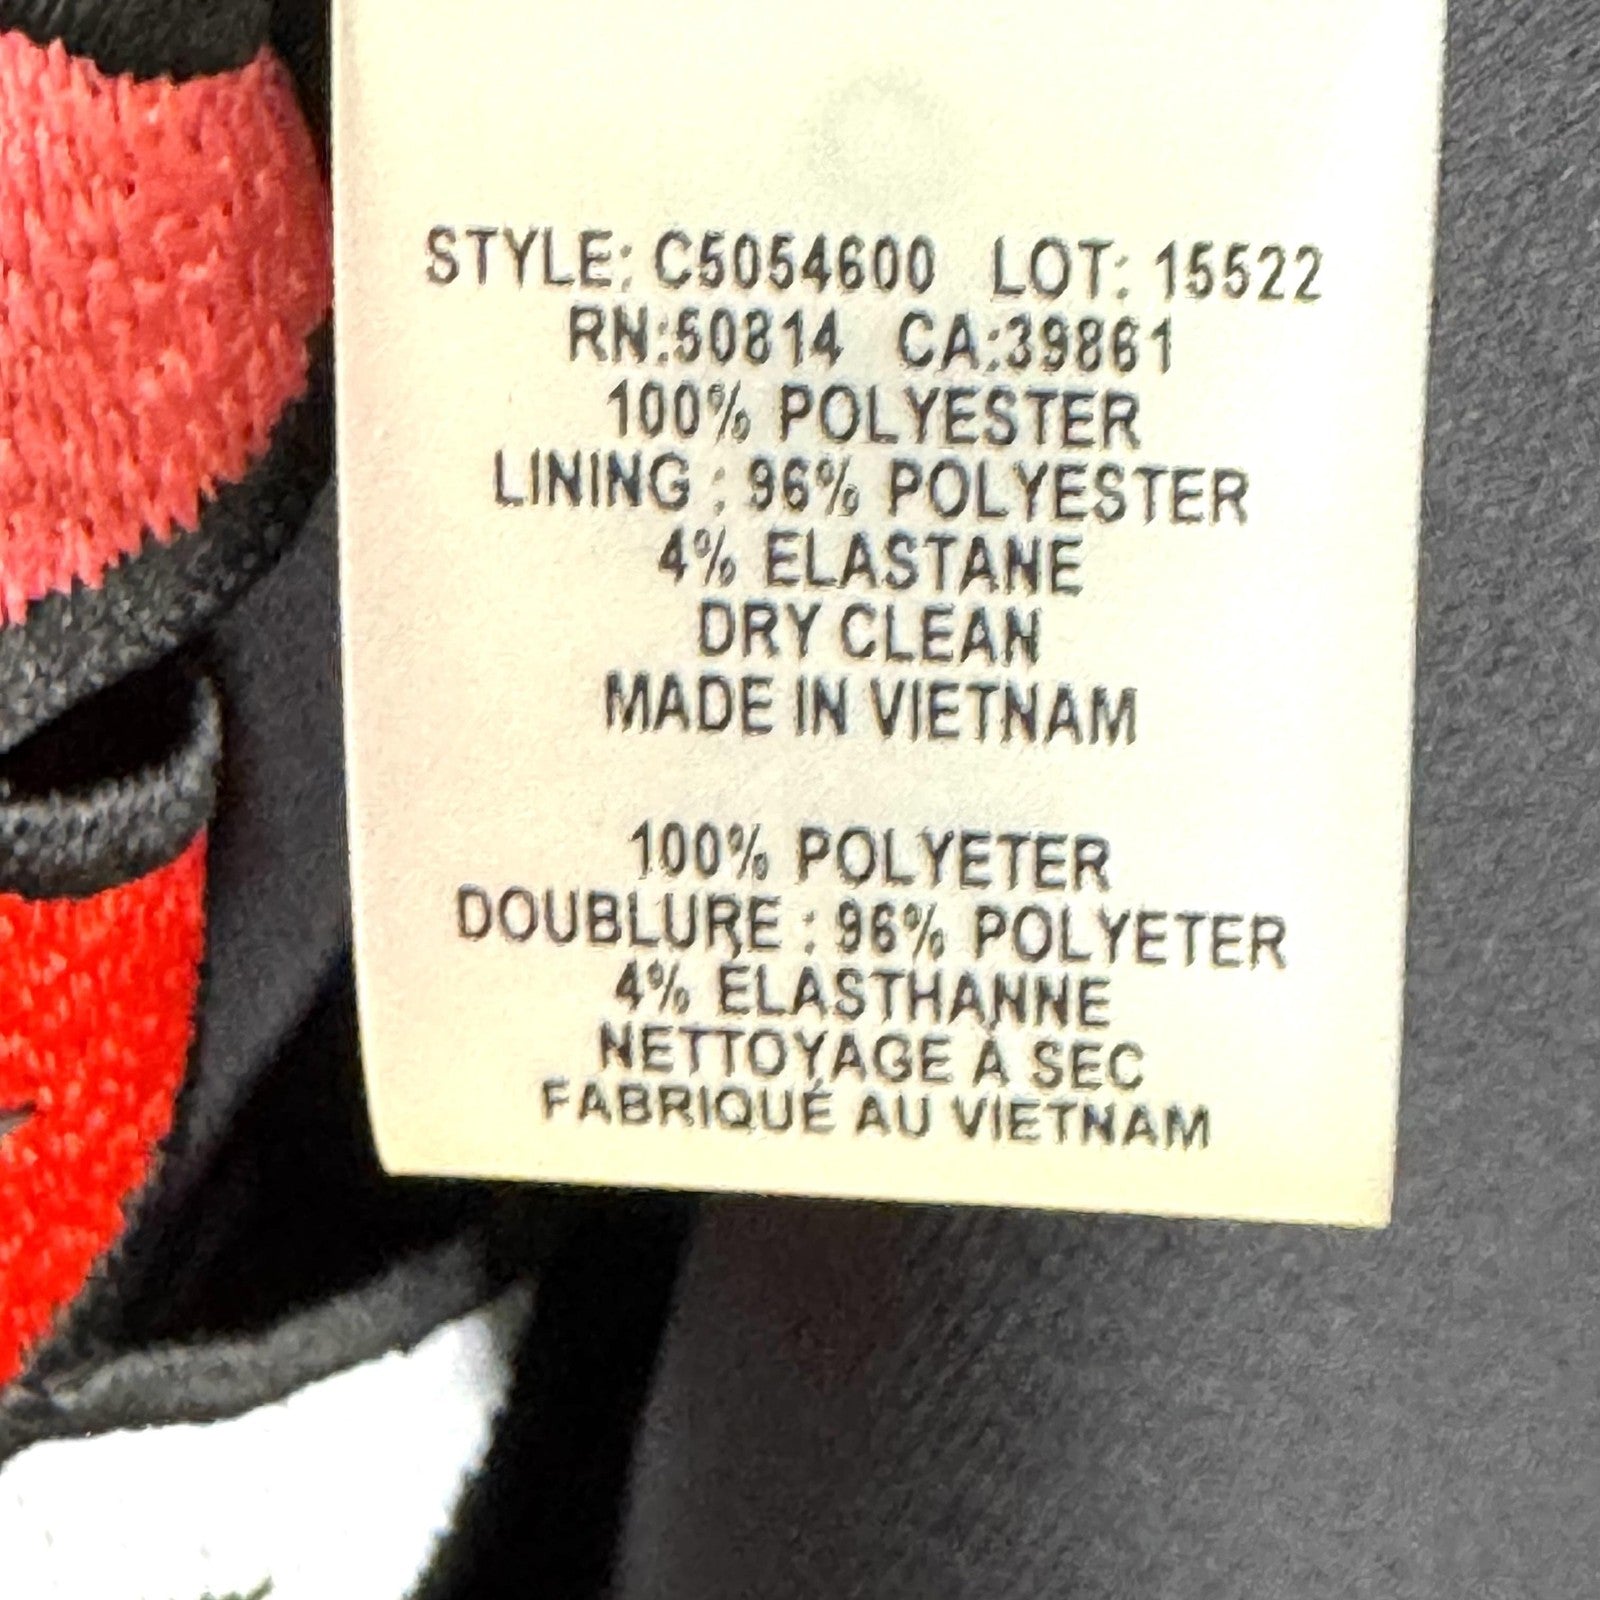 STYLE: C5054600 LOT: 15522
RN:50814 CA:39861
100% POLYESTER
LINING : 96% POLYESTER
4% ELASTANE
DRY CLEAN
MADE IN VIETNAM
100% POLYETER
DOUBLURE : 96% POLYETER
4% ÉLASTHANNE
NETTOYAGE À SEC
FABRIQUÉ AU VIETNAM